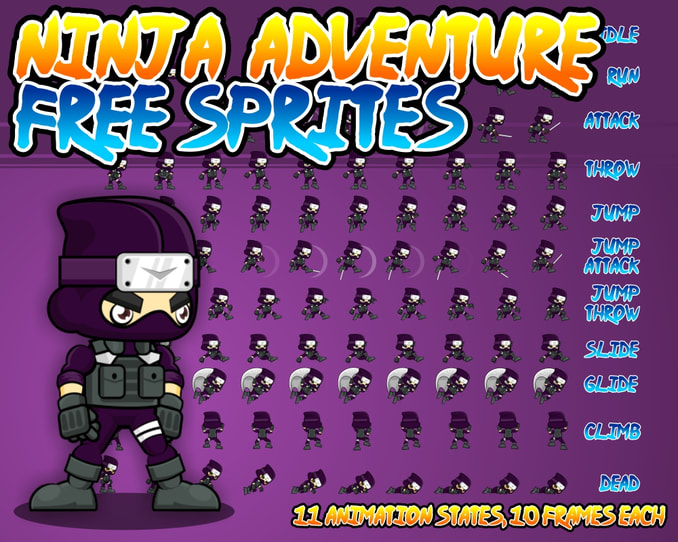 NINJA ADVENTURE
FREE SPRITES
IDLE
RUN
ATTACK
THROW
JUMP
JUMP
ATTACK
JUMP
THROW
SLIDE
GLIDE
CLIMB
DEAD
11 ANIMATION STATES, 10 FRAMES EACH